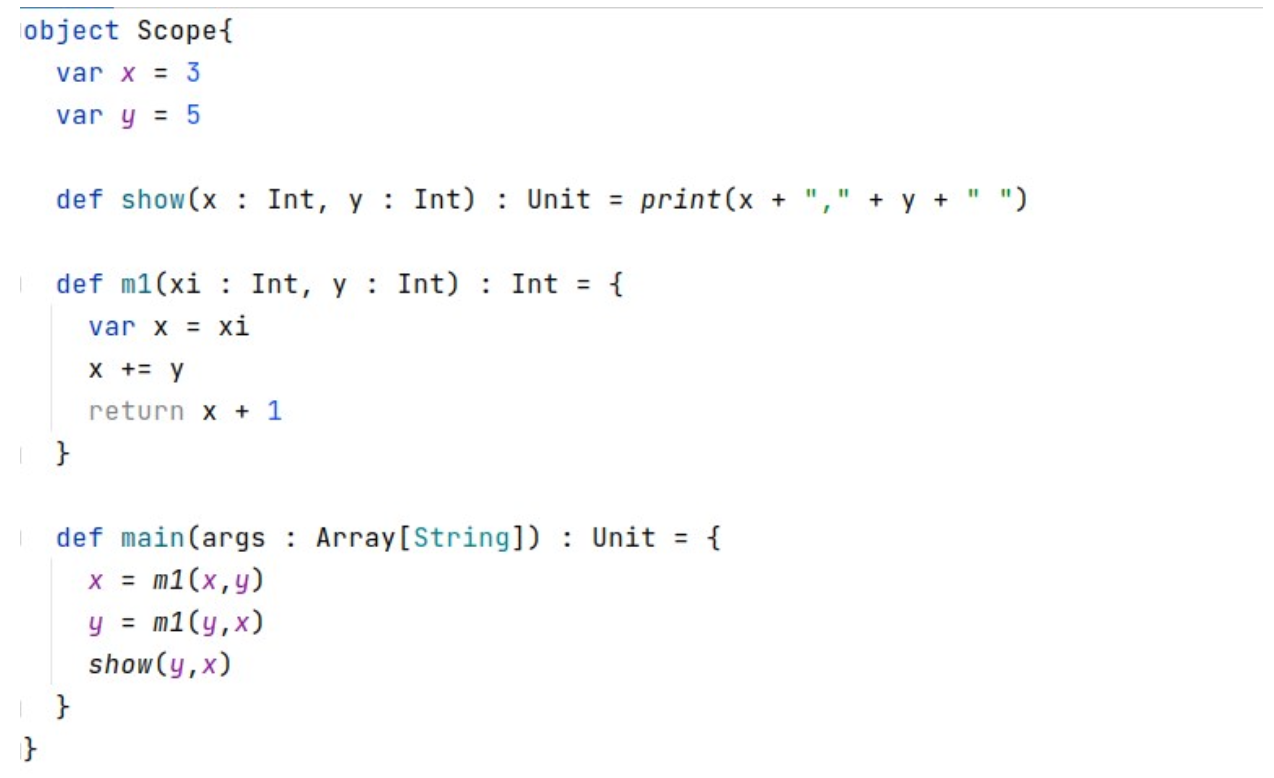 object Scope{
  var x = 3
  var y = 5

  def show(x : Int, y : Int) : Unit = print(x + "," + y + " ")

  def m1(xi : Int, y : Int) : Int = {
    var x = xi
    x += y
    return x + 1
  }

  def main(args : Array[String]) : Unit = {
    x = m1(x,y)
    y = m1(y,x)
    show(y,x)
  }
}